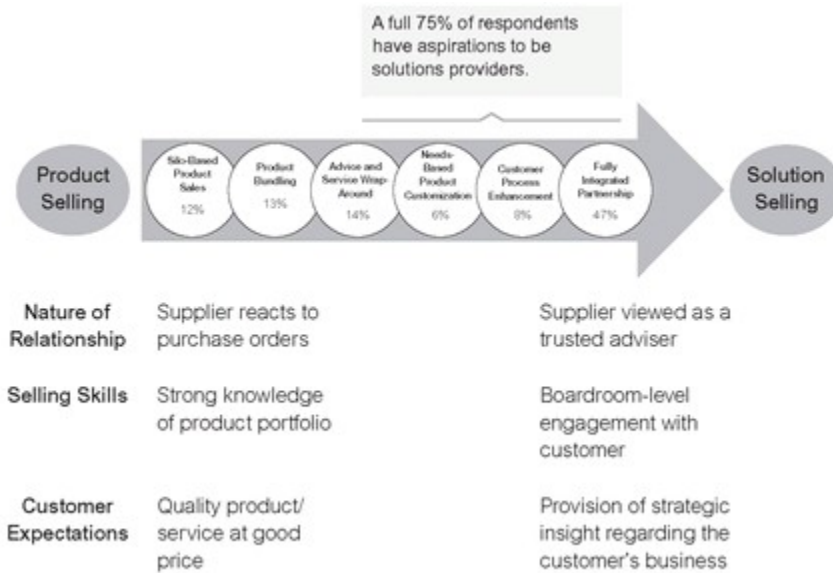 A full 75% of respondents
have aspirations to be
solutions providers.
Product
Selling
Silo-Based
Product
Sales
12%
Product
Bundling
13%
Advice and
Service Wrap-
Around
14%
Needs-
Based
Product
Customization
6%
Customer
Process
Enhancement
8%
Fully
Integrated
Partnership
47%
Solution
Selling
Nature of
Relationship
Supplier reacts to
purchase orders
Supplier viewed as a
trusted adviser
Selling Skills
Strong knowledge
of product portfolio
Boardroom-level
engagement with
customer
Customer
Expectations
Quality product/
service at good
price
Provision of strategic
insight regarding the
customer's business